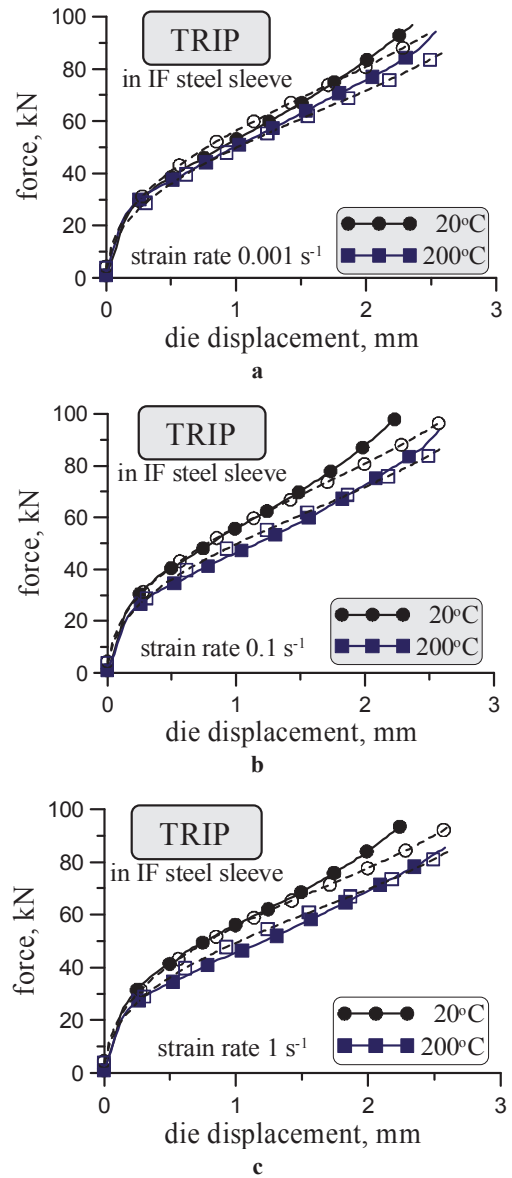 100
TRIP
in IF steel sleeve
80
60
force, kN
40
20°C
20
strain rate 0.001 s-1
200°C
0
0 1 2 3
die displacement, mm
a
100
TRIP
in IF steel sleeve
80
60
force, kN
40
20°C
20
strain rate 0.1 s-1
200°C
0
0 1 2 3
die displacement, mm
b
100
TRIP
in IF steel sleeve
80
60
force, kN
40
20°C
20
strain rate 1 s-1
200°C
0
0 1 2 3
die displacement, mm
c